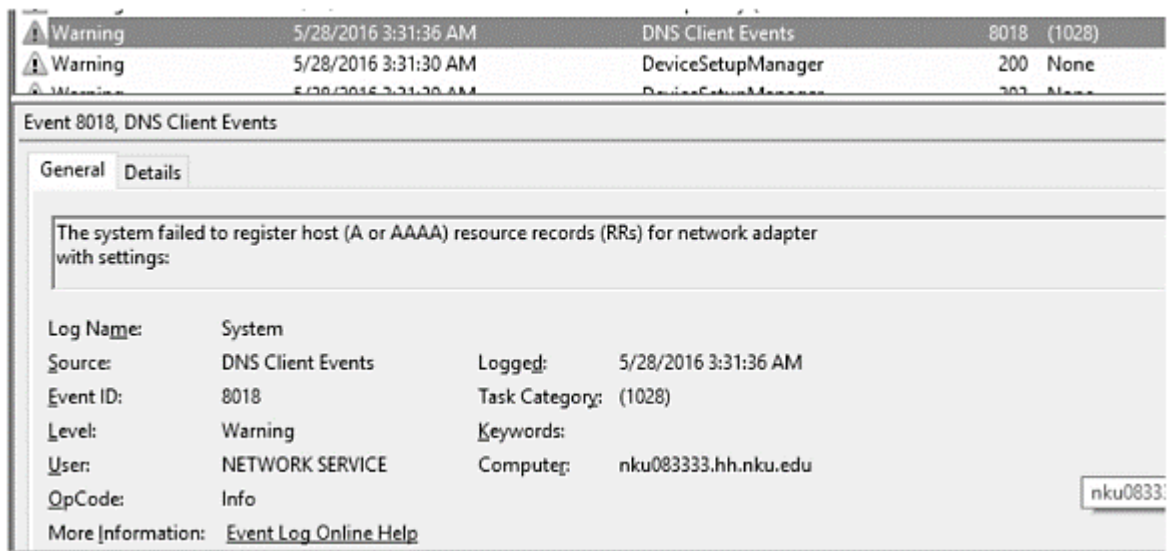 Warning 5/28/2016 3:31:36 AM DNS Client Events 8018 (1028)
Warning 5/28/2016 3:31:30 AM DeviceSetupManager 200 None
Event 8018, DNS Client Events
General Details
The system failed to register host (A or AAAA) resource records (RRs) for network adapter
with settings:
Log Name: System
Source: DNS Client Events Logged: 5/28/2016 3:31:36 AM
Event ID: 8018 Task Category: (1028)
Level: Warning Keywords:
User: NETWORK SERVICE Computer: nku083333.hh.nku.edu
nku0833
OpCode: Info
More Information: Event Log Online Help